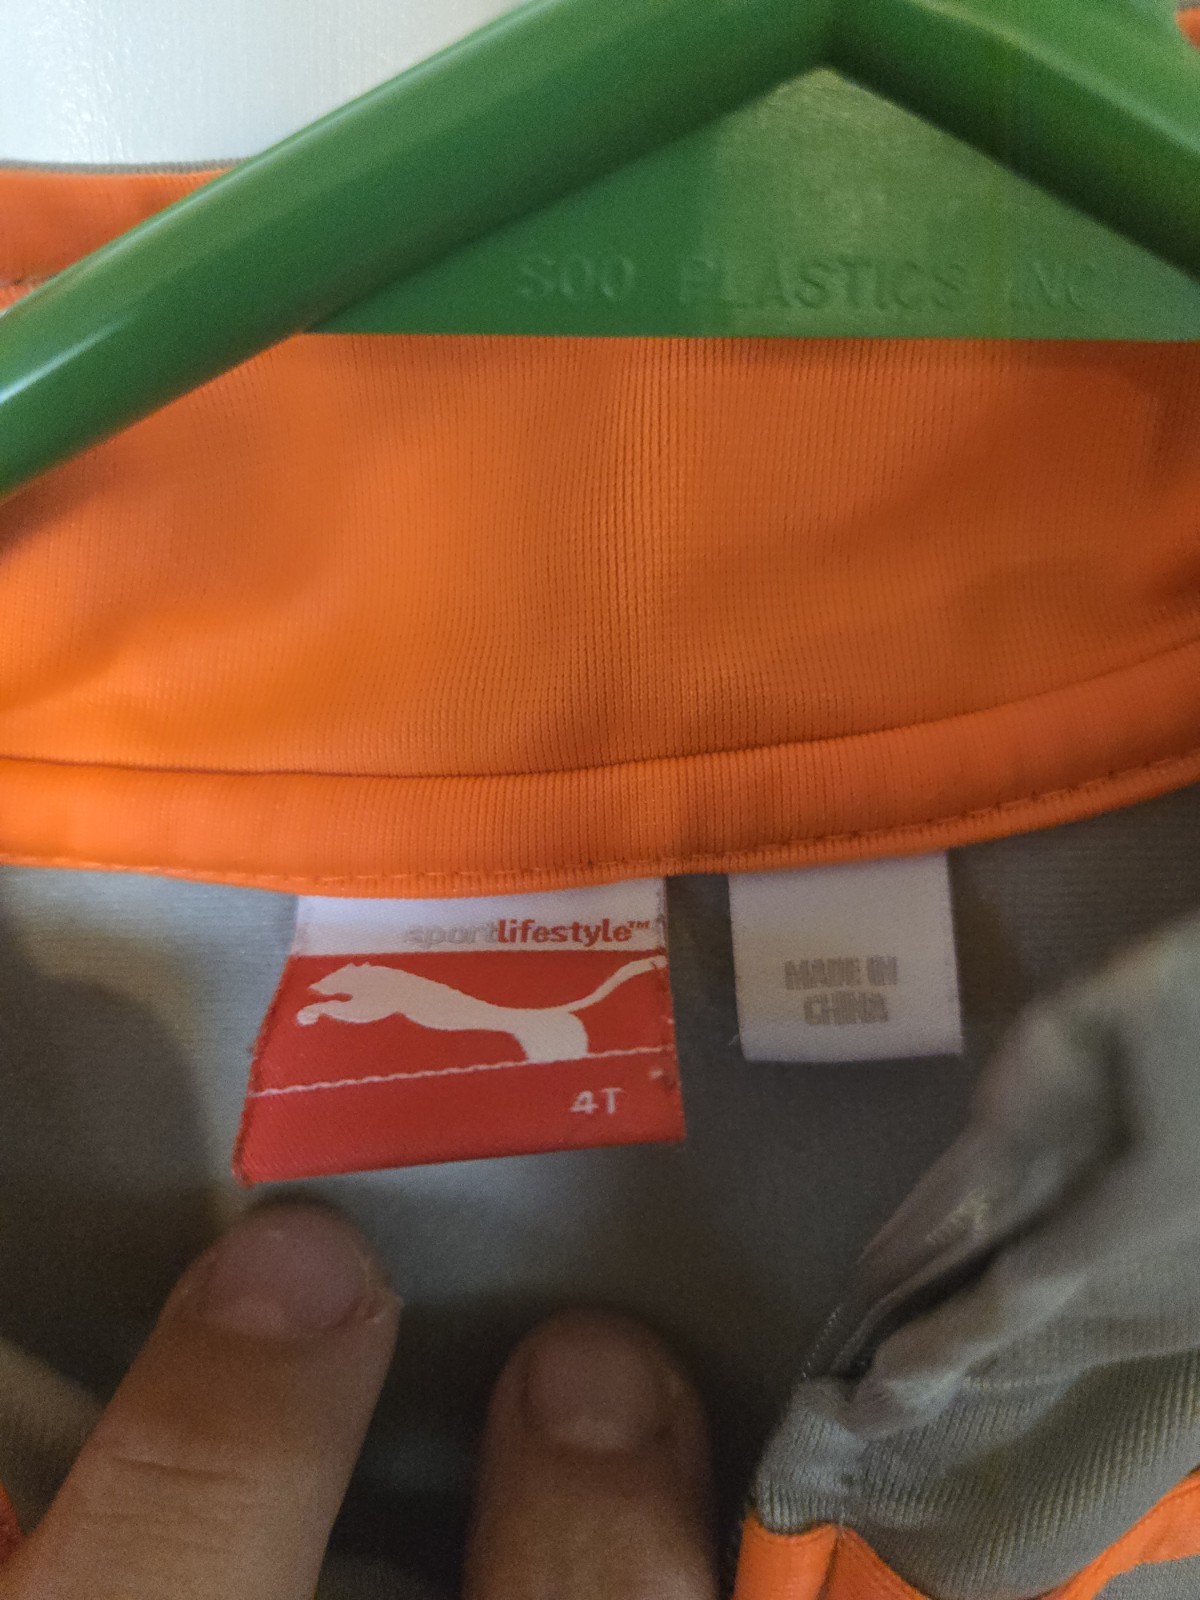 SOO PLASTICS INC
sportlifestyle™
4T
MADE IN
CHINA